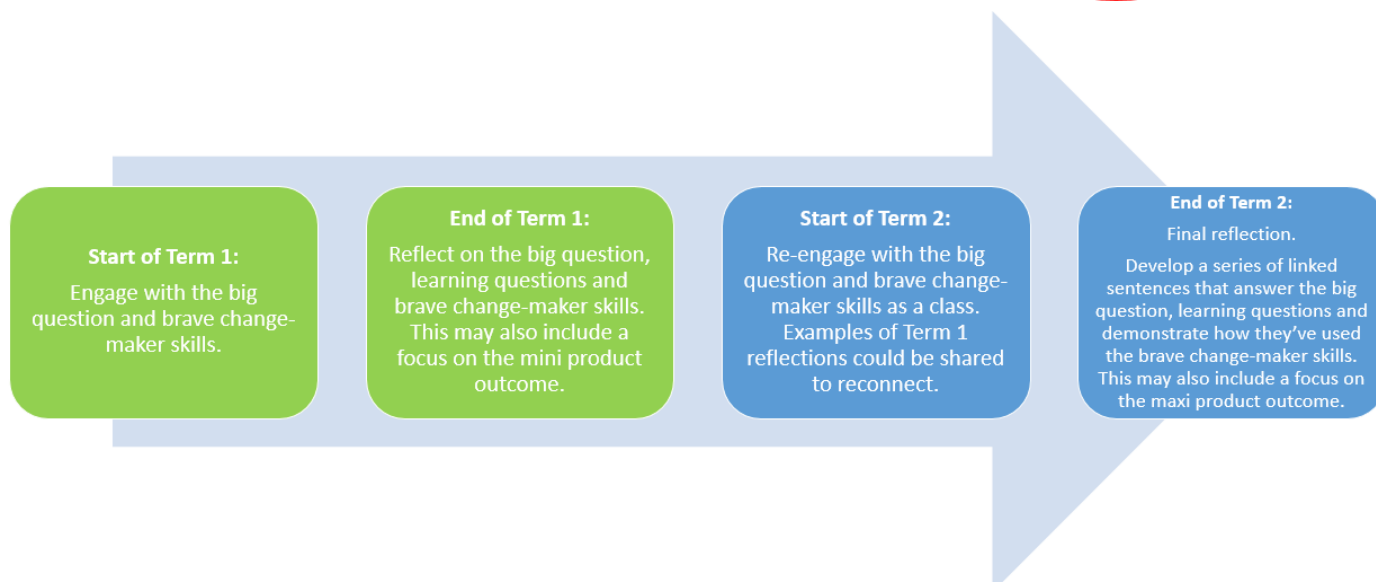 Start of Term 1:
Engage with the big
question and brave change-
maker skills.
End of Term 1:
Reflect on the big question,
learning questions and
brave change-maker skills.
This may also include a
focus on the mini product
outcome.
Start of Term 2:
Re-engage with the big
question and brave change-
maker skills as a class.
Examples of Term 1
reflections could be shared
to reconnect.
End of Term 2:
Final reflection.
Develop a series of linked
sentences that answer the big
question, learning questions and
demonstrate how they've used
the brave change-maker skills.
This may also include a focus on
the maxi product outcome.